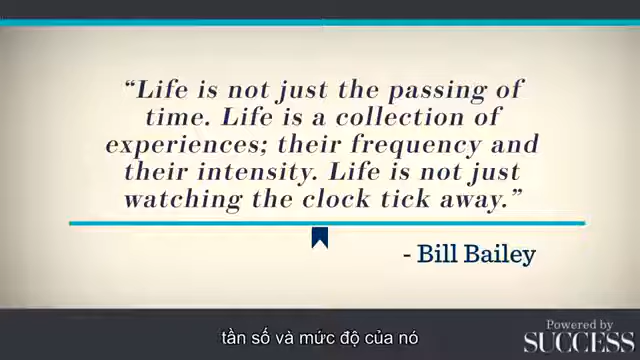 “Life is not just the passing of
time. Life is a collection of
experiences; their frequency and
their intensity. Life is not just
watching the clock tick away.”
- Bill Bailey
tần số và mức độ của nó
Powered by
SUCCESS